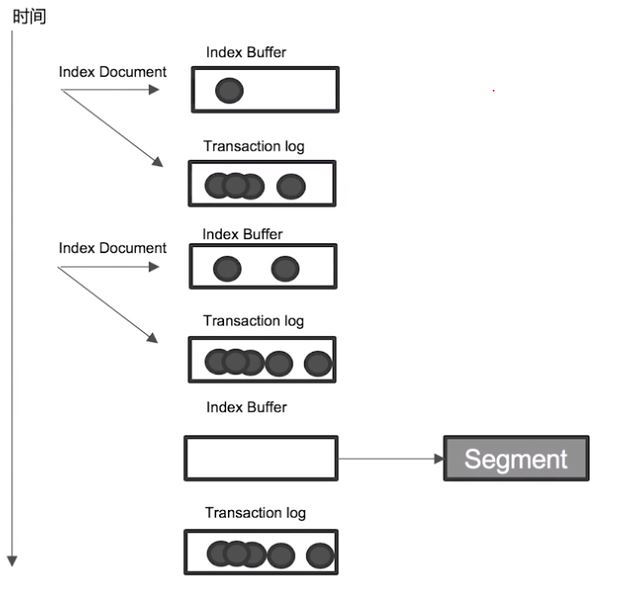 时间
Index Buffer
Index Document
Transaction log
Index Buffer
Index Document
Transaction log
Index Buffer
Segment
Transaction log